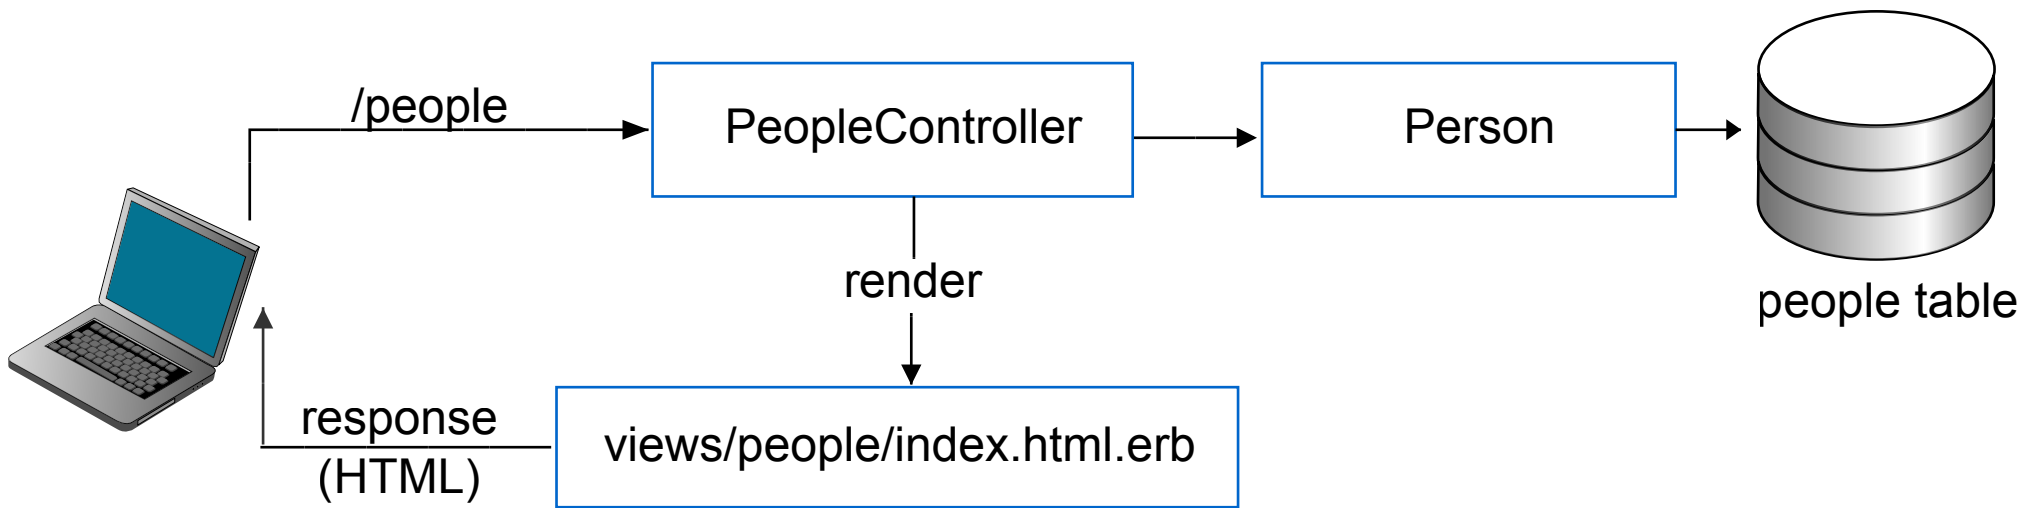 /people
PeopleController
Person
people table
render
response
(HTML)
views/people/index.html.erb